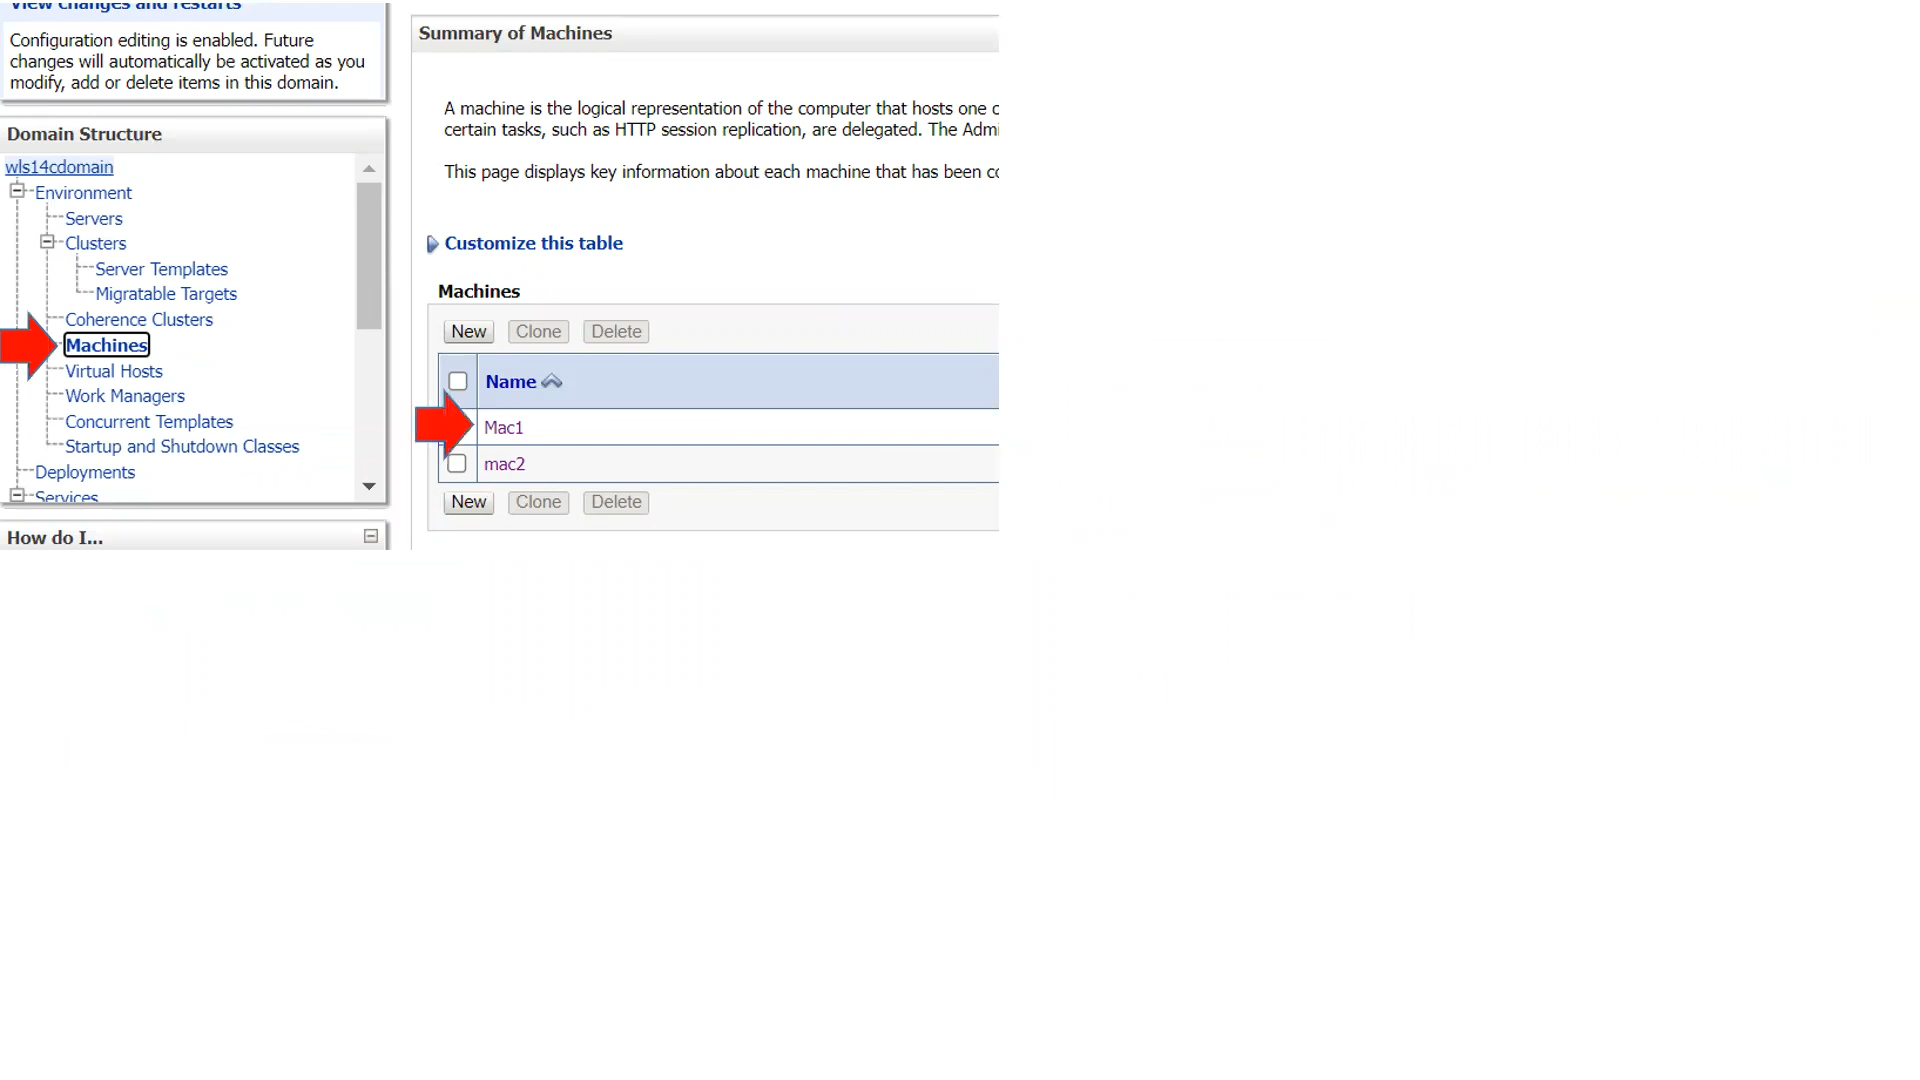 View changes and restarts
Configuration editing is enabled. Future
changes will automatically be activated as you
modify, add or delete items in this domain.
Domain Structure
wls14cdomain
Environment
Servers
Clusters
Server Templates
Migratable Targets
Coherence Clusters
Machines
Virtual Hosts
Work Managers
Concurrent Templates
Startup and Shutdown Classes
Deployments
Services
How do I...
Summary of Machines
A machine is the logical representation of the computer that hosts one
certain tasks, such as HTTP session replication, are delegated. The
This page displays key information about each machine that has been
Customize this table
Machines
New Clone Delete
Name
Mac1
mac2
New Clone Delete